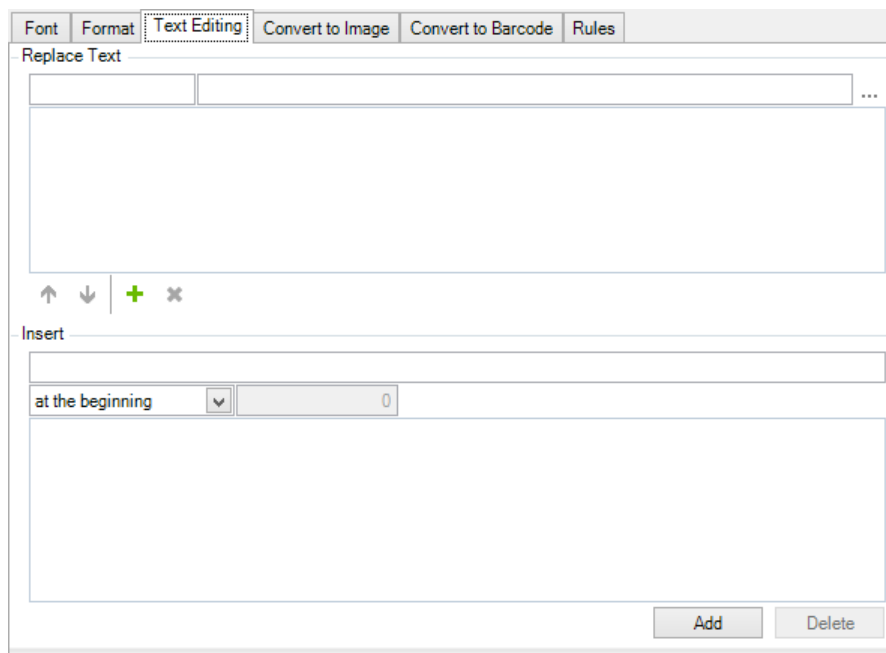 Font Format Text Editing Convert to Image Convert to Barcode Rules
Replace Text
...
Insert
at the beginning 0
Add Delete